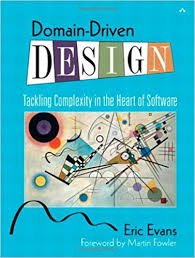 Domain-Driven
DESIGN
Tackling Complexity in the Heart of Software
Eric Evans
Foreword by Martin Fowler